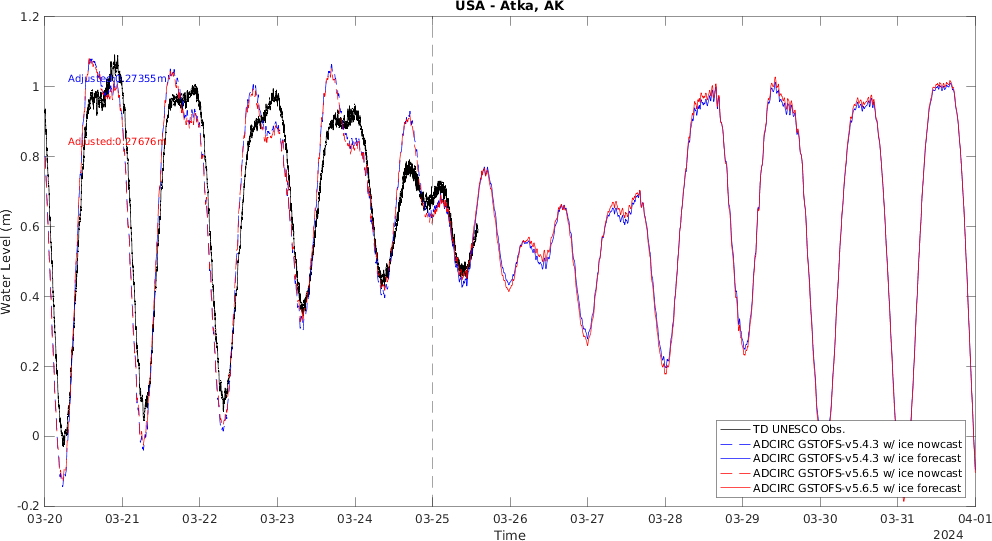 USA - Atka, AK
1.2
1
0.8
0.6
0.4
0.2
0
-0.2
Water Level (m)
Adjusted:0.27355m
Adjusted:0.27676m
TD UNESCO Obs.
ADCIRC GSTOFS-v5.4.3 w/ ice nowcast
ADCIRC GSTOFS-v5.4.3 w/ ice forecast
ADCIRC GSTOFS-v5.6.5 w/ ice nowcast
ADCIRC GSTOFS-v5.6.5 w/ ice forecast
03-20 03-21 03-22 03-23 03-24 03-25 03-26 03-27 03-28 03-29 03-30 03-31 04-01
Time
2024